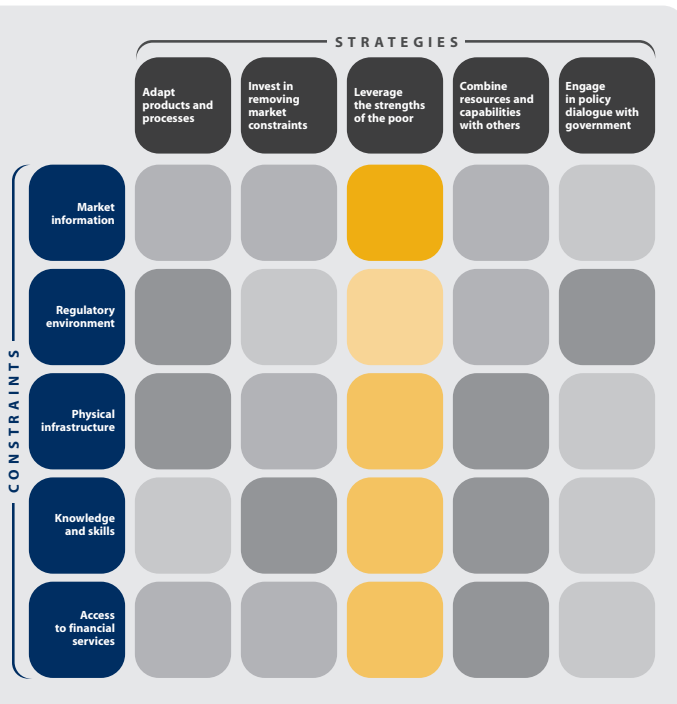 STRATEGIES
Adapt
products and
processes
Invest in
removing
market
constraints
Leverage
the strengths
of the poor
Combine
resources and
capabilities
with others
Engage
in policy
dialogue with
government
CONSTRAINTS
Market
information
Regulatory
environment
Physical
infrastructure
Knowledge
and skills
Access
to financial
services